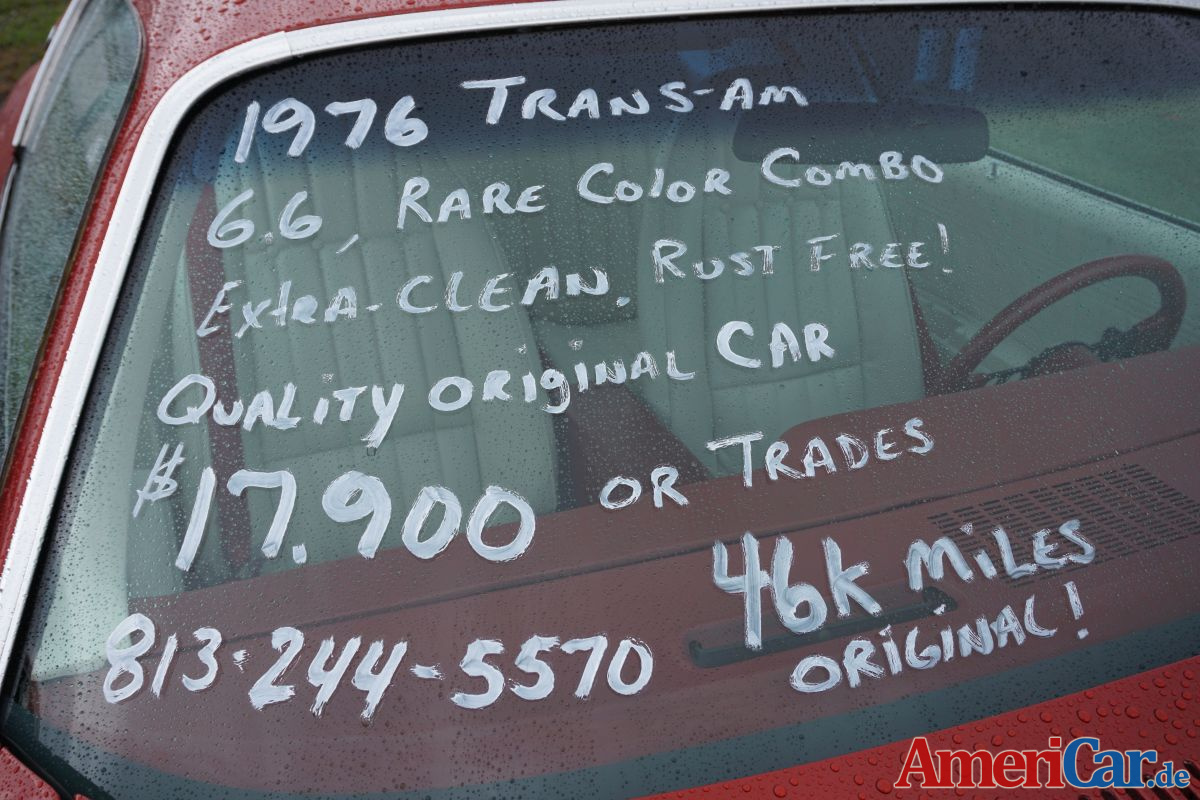 1976 TRANS-AM
6.6, RARE COLOR COMBO
EXTRA-CLEAN. RUST FREE!
QUALITY ORIGINAL CAR
$17.900 OR TRADES
46K MILES
813-244-5570 ORIGINAL!
AmeriCar.de